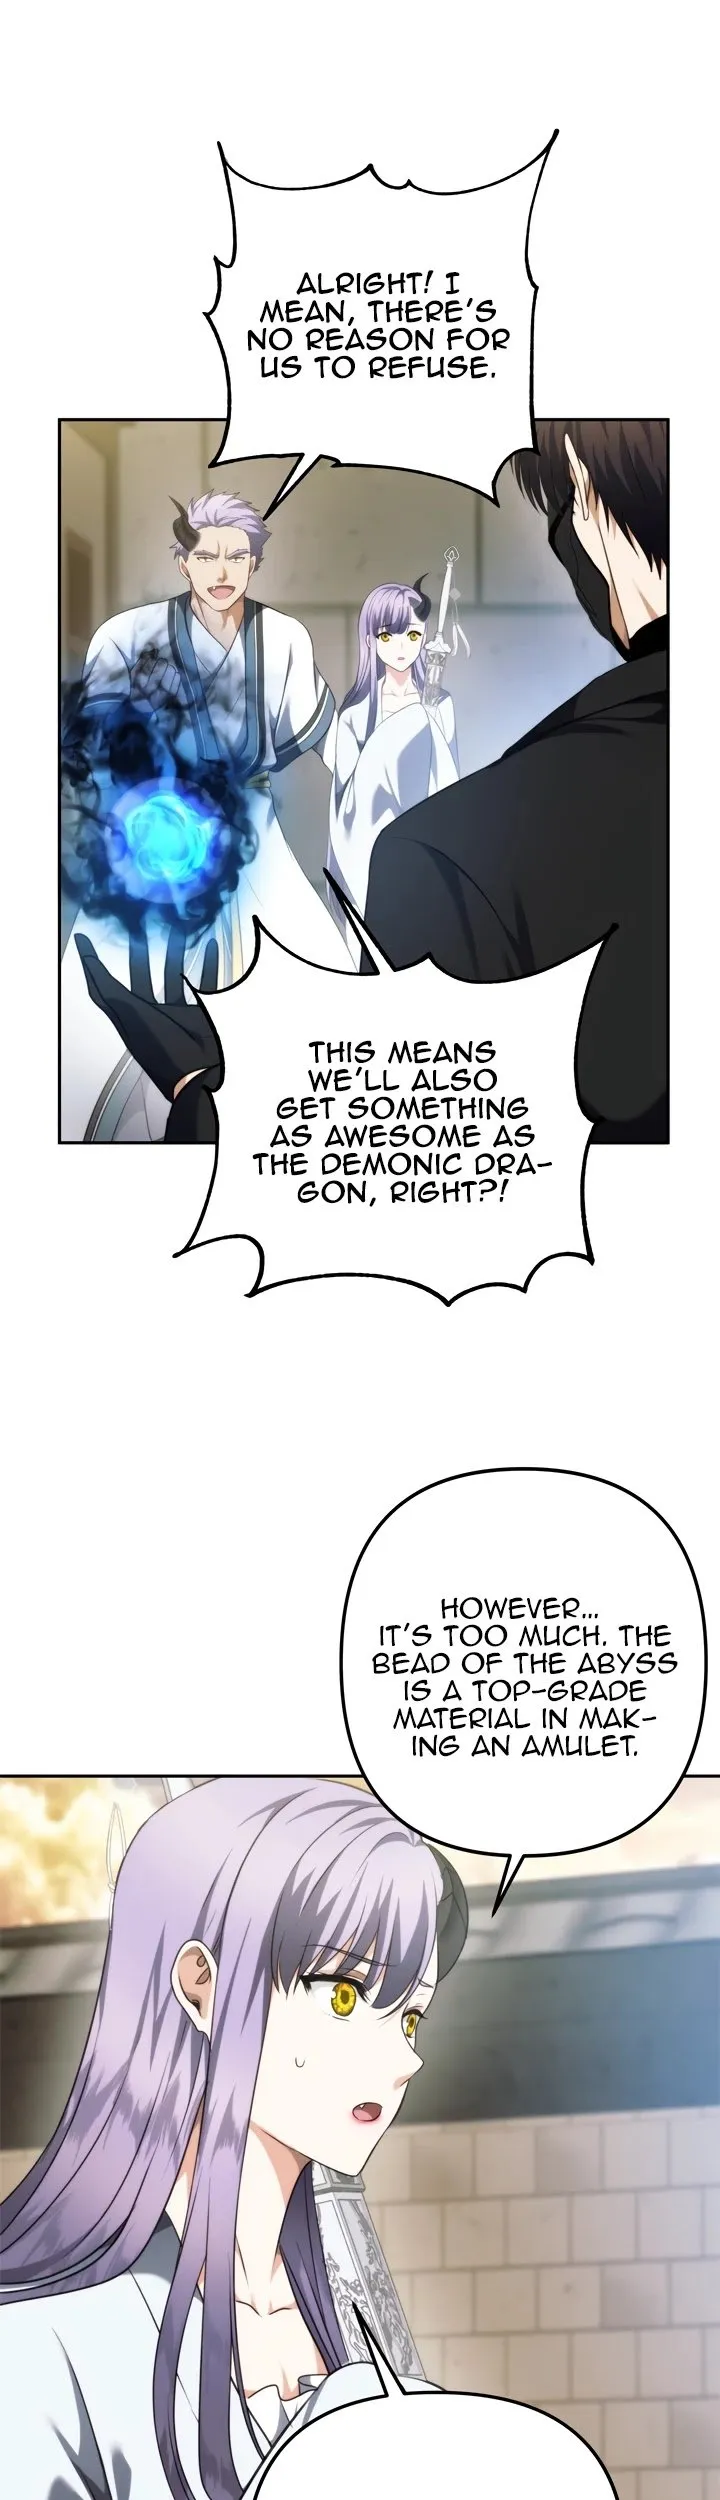 ALRIGHT! I
MEAN, THERE'S
NO REASON FOR
US TO REFUSE.
THIS MEANS
WE'LL ALSO
GET SOMETHING
AS AWESOME AS
THE DEMONIC DRA-
GON, RIGHT?!
HOWEVER...
IT'S TOO MUCH. THE
BEAD OF THE ABYSS
IS A TOP-GRADE
MATERIAL IN MAK-
ING AN AMULET.